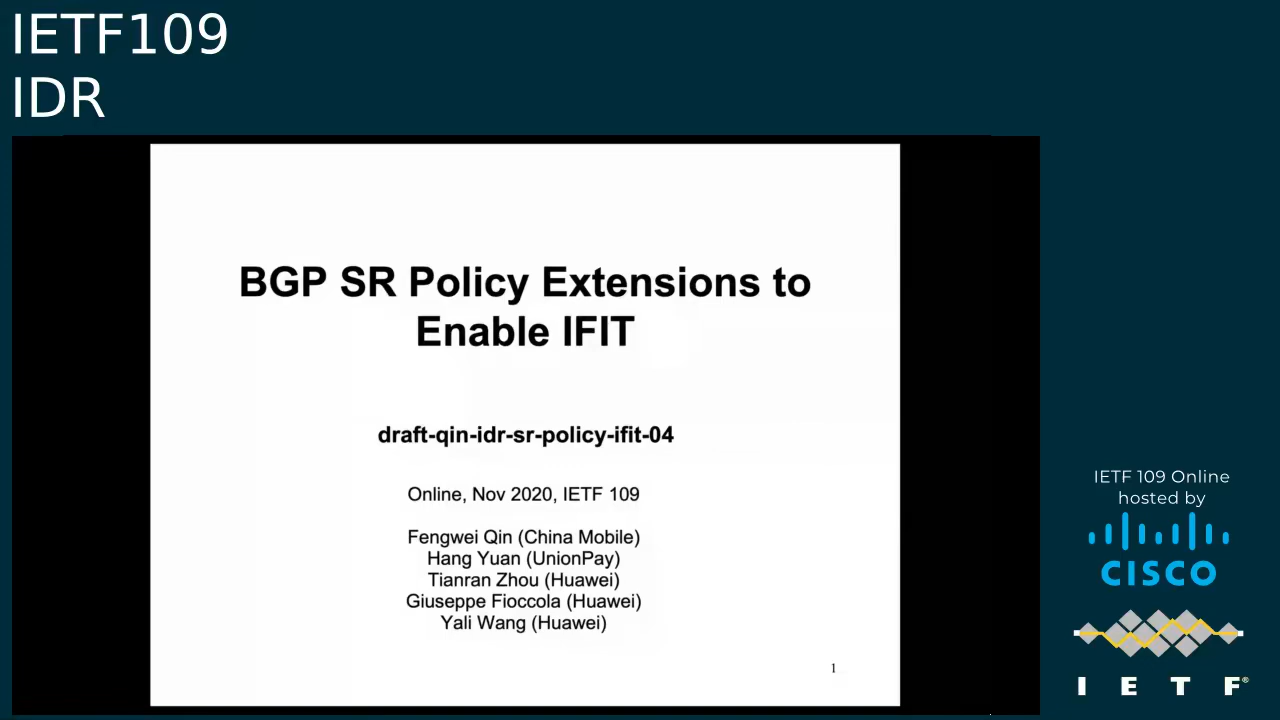 IETF109
IDR
BGP SR Policy Extensions to
Enable IFIT
draft-qin-idr-sr-policy-ifit-04
Online, Nov 2020, IETF 109
Fengwei Qin (China Mobile)
Hang Yuan (UnionPay)
Tianran Zhou (Huawei)
Giuseppe Fioccola (Huawei)
Yali Wang (Huawei)
1
IETF 109 Online
hosted by
CISCO
I E T F®